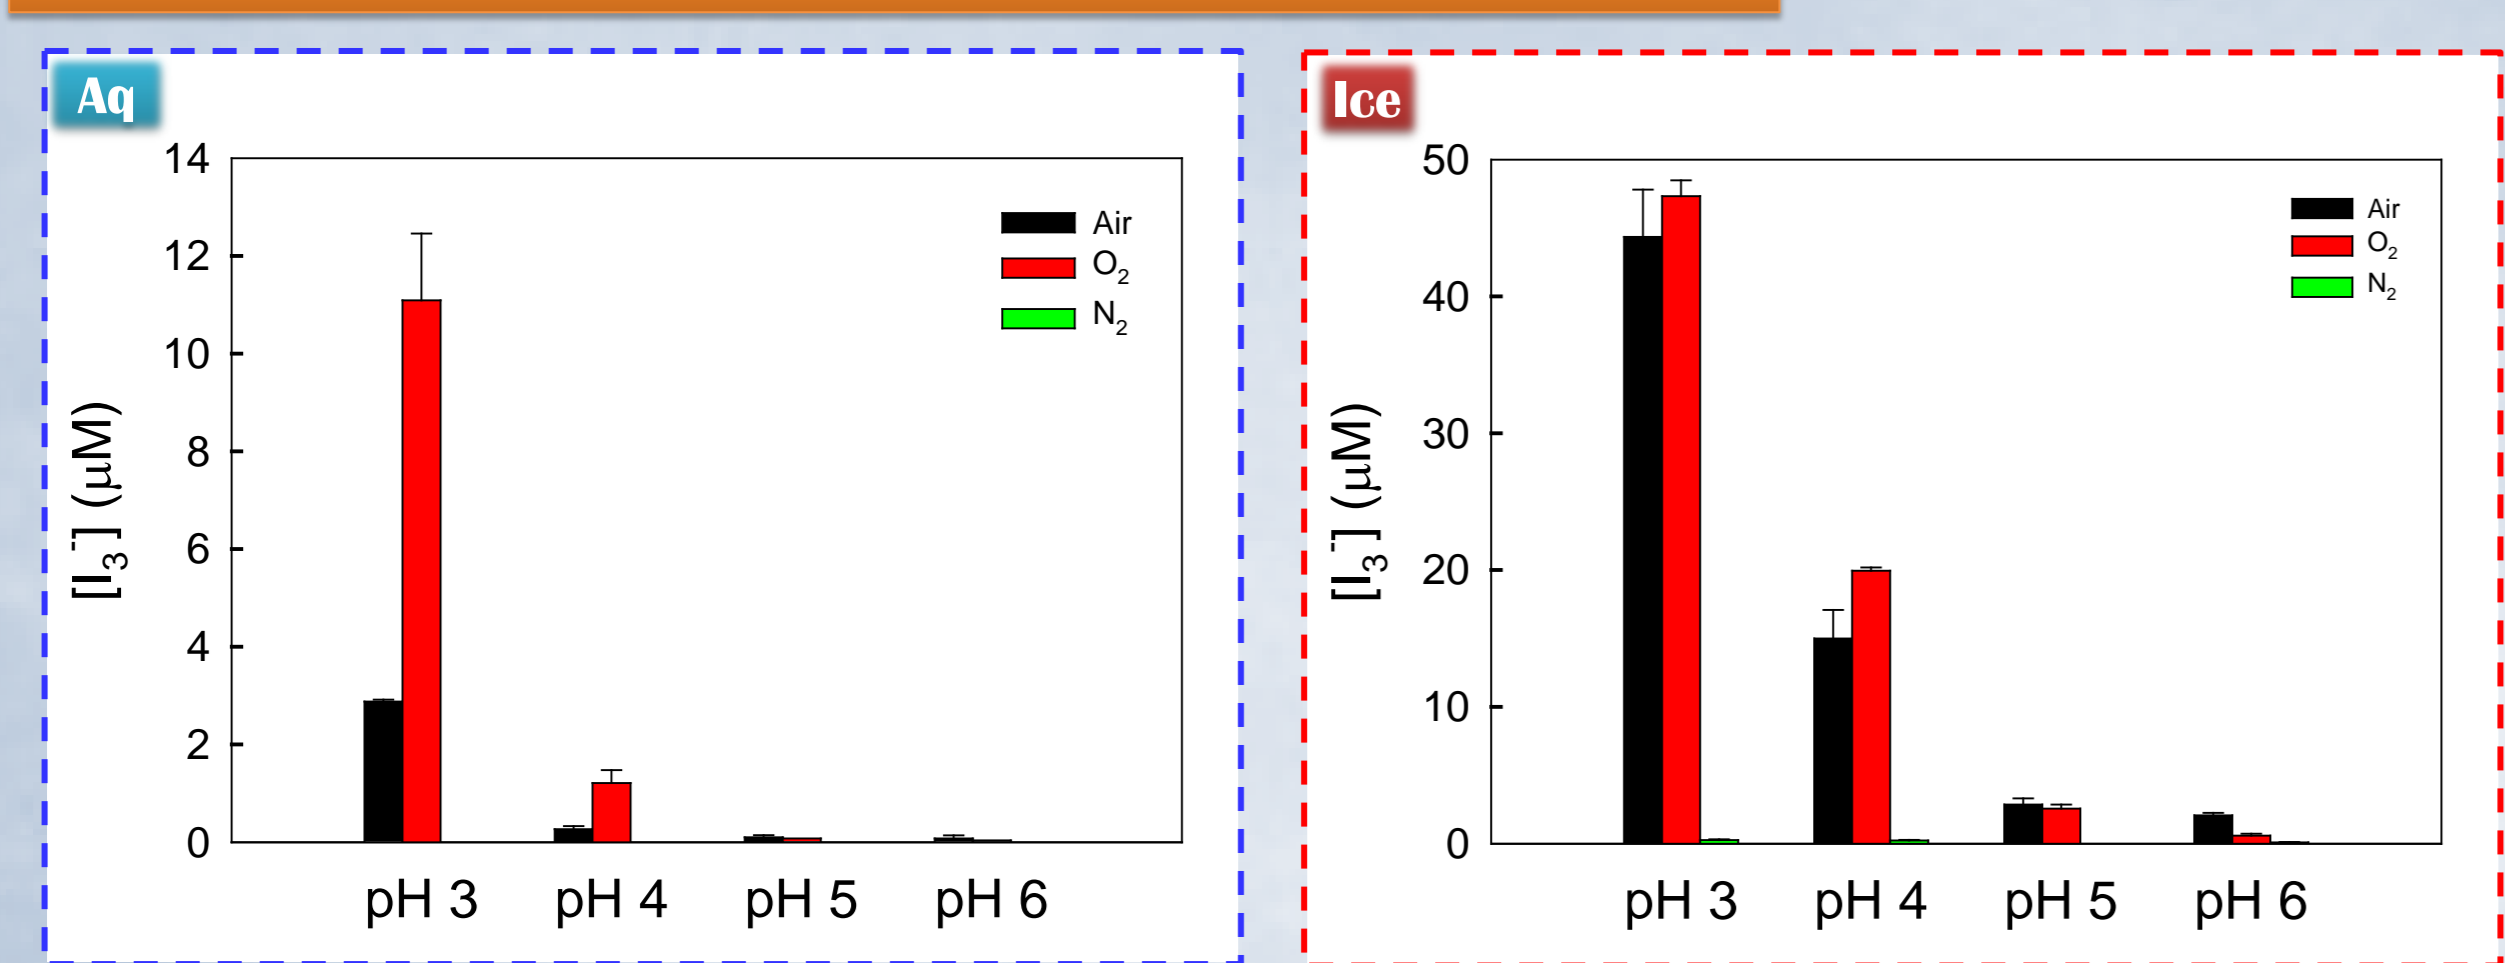 Aq
14
12
10
8
6
4
2
0
[I₃⁻] (μM)
Air
O₂
N₂
pH 3 pH 4 pH 5 pH 6
Ice
50
40
30
20
10
0
[I₃⁻] (μM)
Air
O₂
N₂
pH 3 pH 4 pH 5 pH 6